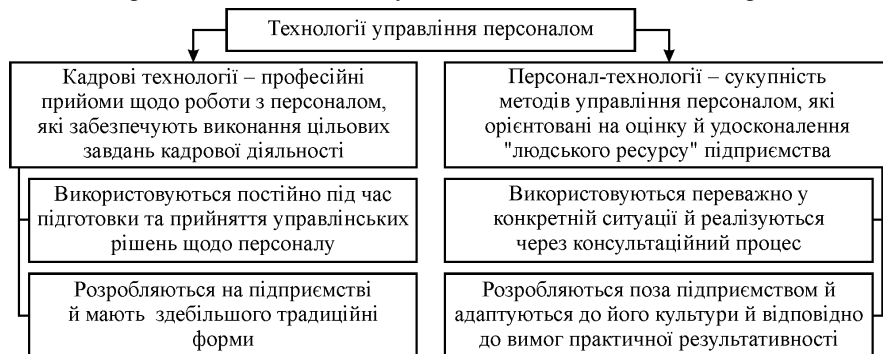 Технології управління персоналом
Кадрові технології – професійні
прийоми щодо роботи з персоналом,
які забезпечують виконання цільових
завдань кадрової діяльності
Використовуються постійно під час
підготовки та прийняття управлінських
рішень щодо персоналу
Розробляються на підприємстві
й мають здебільшого традиційні
форми
Персонал-технології – сукупність
методів управління персоналом, які
орієнтовані на оцінку й удосконалення
"людського ресурсу" підприємства
Використовуються переважно у
конкретній ситуації й реалізуються
через консультаційний процес
Розробляються поза підприємством й
адаптуються до його культури й відповідно
до вимог практичної результативності